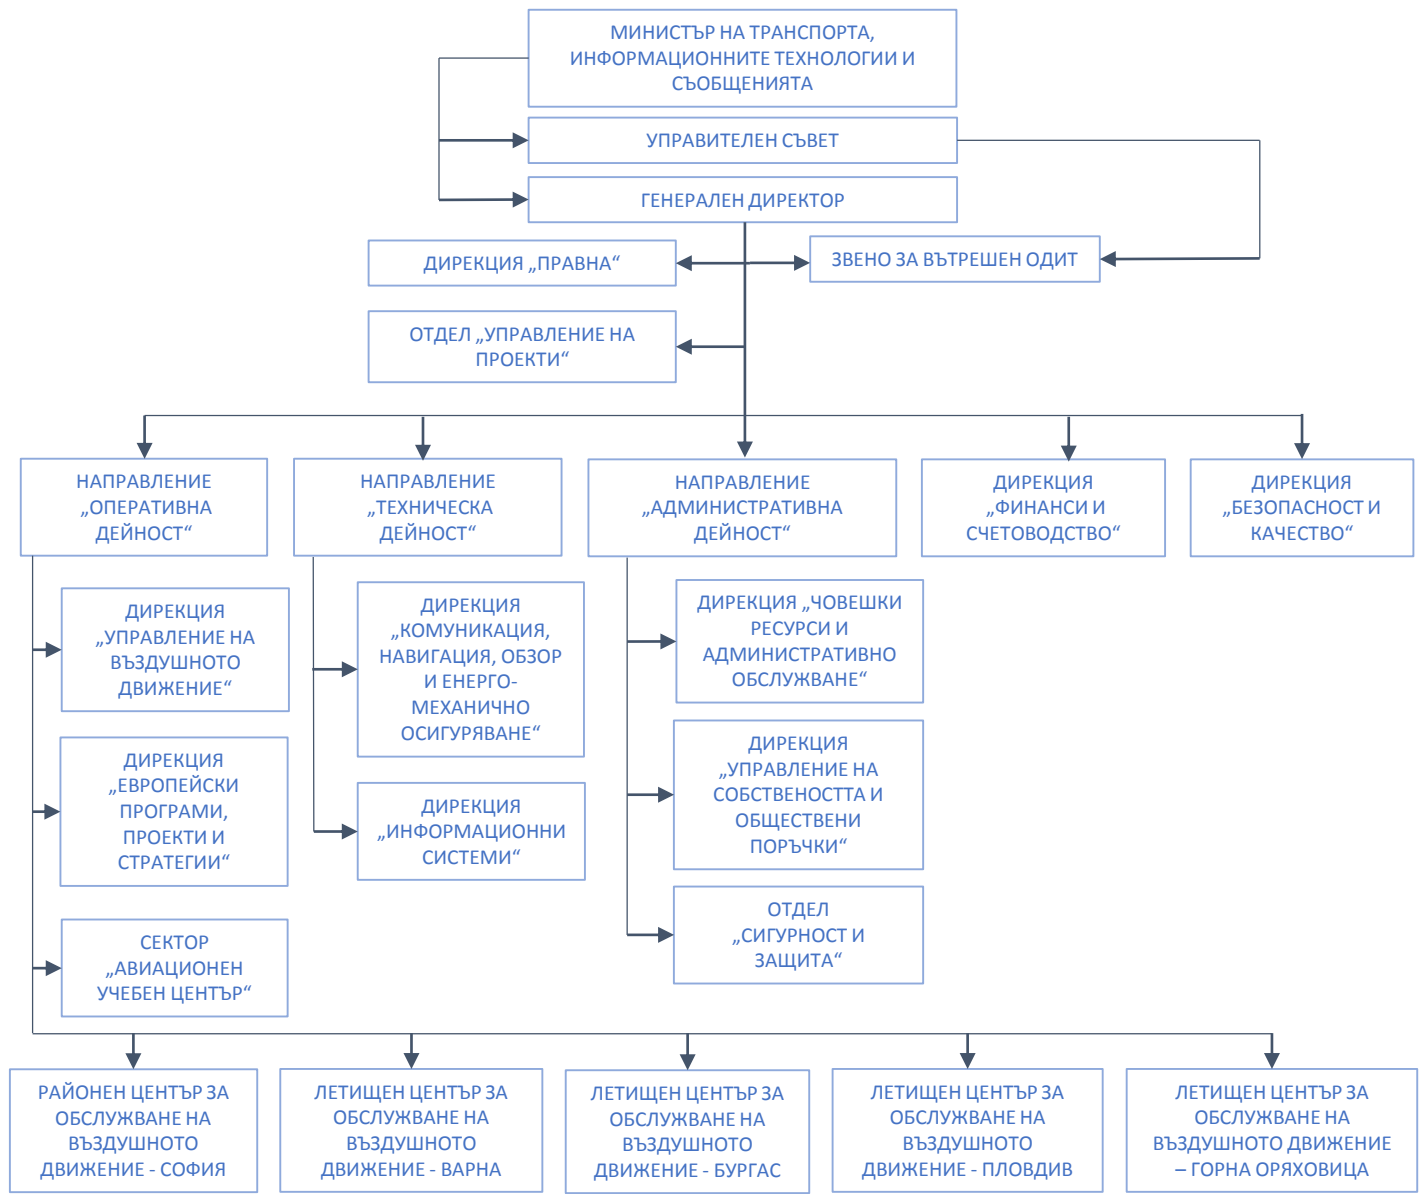 МИНИСТЪР НА ТРАНСПОРТА,
ИНФОРМАЦИОННИТЕ ТЕХНОЛОГИИ И
СЪОБЩЕНИЯТА
УПРАВИТЕЛЕН СЪВЕТ
ГЕНЕРАЛЕН ДИРЕКТОР
ДИРЕКЦИЯ „ПРАВНА“
ЗВЕНО ЗА ВЪТРЕШЕН ОДИТ
ОТДЕЛ „УПРАВЛЕНИЕ НА
ПРОЕКТИ“
НАПРАВЛЕНИЕ
„ОПЕРАТИВНА
ДЕЙНОСТ“
НАПРАВЛЕНИЕ
„ТЕХНИЧЕСКА
ДЕЙНОСТ“
НАПРАВЛЕНИЕ
„АДМИНИСТРАТИВНА
ДЕЙНОСТ“
ДИРЕКЦИЯ
„ФИНАНСИ И
СЧЕТОВОДСТВО“
ДИРЕКЦИЯ
„БЕЗОПАСНОСТ И
КАЧЕСТВО“
ДИРЕКЦИЯ
„УПРАВЛЕНИЕ НА
ВЪЗДУШНОТО
ДВИЖЕНИЕ“
ДИРЕКЦИЯ
„ЕВРОПЕЙСКИ
ПРОГРАМИ,
ПРОЕКТИ И
СТРАТЕГИИ“
СЕКТОР
„АВИАЦИОНЕН
УЧЕБЕН ЦЕНТЪР“
ДИРЕКЦИЯ
„КОМУНИКАЦИЯ,
НАВИГАЦИЯ, ОБЗОР
И ЕНЕРГО-
МЕХАНИЧНО
ОСИГУРЯВАНЕ“
ДИРЕКЦИЯ
„ИНФОРМАЦИОННИ
СИСТЕМИ“
ДИРЕКЦИЯ „ЧОВЕШКИ
РЕСУРСИ И
АДМИНИСТРАТИВНО
ОБСЛУЖВАНЕ“
ДИРЕКЦИЯ
„УПРАВЛЕНИЕ НА
СОБСТВЕНОСТТА И
ОБЩЕСТВЕНИ
ПОРЪЧКИ“
ОТДЕЛ
„СИГУРНОСТ И
ЗАЩИТА“
РАЙОНЕН ЦЕНТЪР ЗА
ОБСЛУЖВАНЕ НА
ВЪЗДУШНОТО
ДВИЖЕНИЕ - СОФИЯ
ЛЕТИЩЕН ЦЕНТЪР ЗА
ОБСЛУЖВАНЕ НА
ВЪЗДУШНОТО
ДВИЖЕНИЕ - ВАРНА
ЛЕТИЩЕН ЦЕНТЪР ЗА
ОБСЛУЖВАНЕ НА
ВЪЗДУШНОТО
ДВИЖЕНИЕ - БУРГАС
ЛЕТИЩЕН ЦЕНТЪР ЗА
ОБСЛУЖВАНЕ НА
ВЪЗДУШНОТО
ДВИЖЕНИЕ - ПЛОВДИВ
ЛЕТИЩЕН ЦЕНТЪР ЗА
ОБСЛУЖВАНЕ НА
ВЪЗДУШНОТО ДВИЖЕНИЕ
– ГОРНА ОРЯХОВИЦА